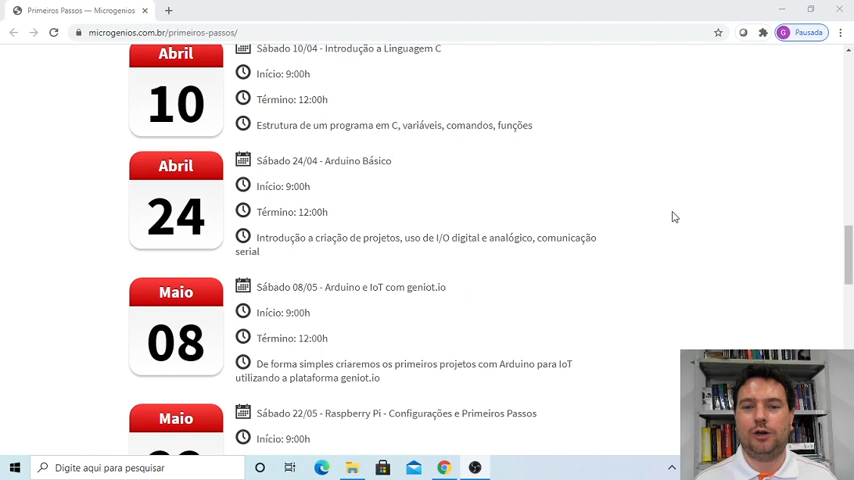 Primeiros Passos — Microgenios
microgenios.com.br/primeiros-passos/
G Pausada
Abril
10
Sábado 10/04 - Introdução a Linguagem C
Início: 9:00h
Término: 12:00h
Estrutura de um programa em C, variáveis, comandos, funções
Abril
24
Sábado 24/04 - Arduino Básico
Início: 9:00h
Término: 12:00h
Introdução a criação de projetos, uso de I/O digital e analógico, comunicação
serial
Maio
08
Sábado 08/05 - Arduino e IoT com geniot.io
Início: 9:00h
Término: 12:00h
De forma simples criaremos os primeiros projetos com Arduino para IoT
utilizando a plataforma geniot.io
Maio
Sábado 22/05 - Raspberry Pi - Configurações e Primeiros Passos
Início: 9:00h
Digite aqui para pesquisar